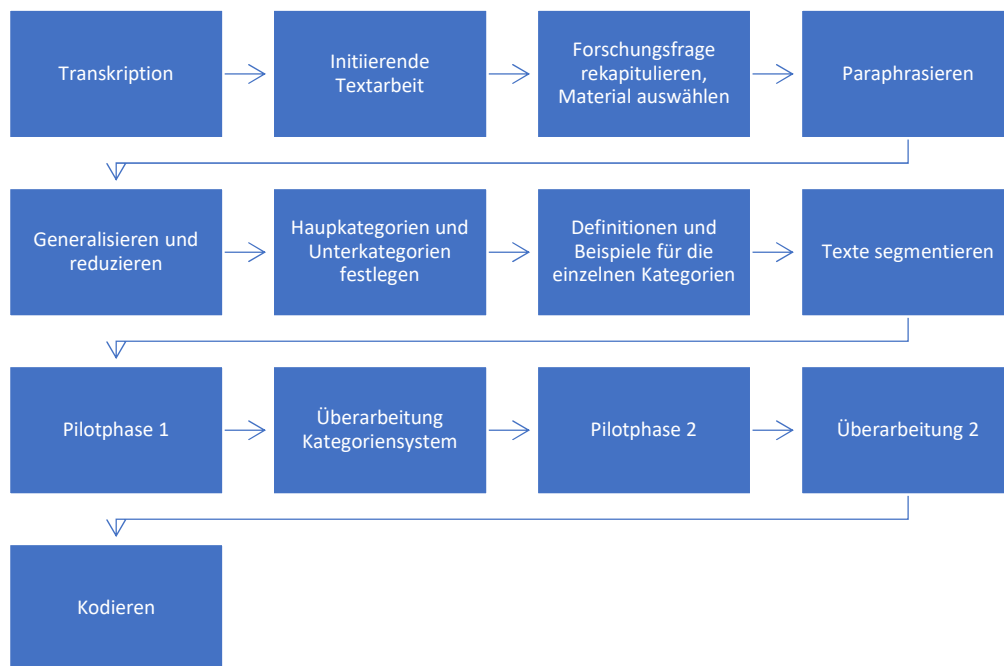 Transkription
Initiierende
Textarbeit
Forschungsfrage
rekapitulieren,
Material auswählen
Paraphrasieren
Generalisieren und
reduzieren
Haupkategorien und
Unterkategorien
festlegen
Definitionen und
Beispiele für die
einzelnen Kategorien
Texte segmentieren
Pilotphase 1
Überarbeitung
Kategoriensystem
Pilotphase 2
Überarbeitung 2
Kodieren